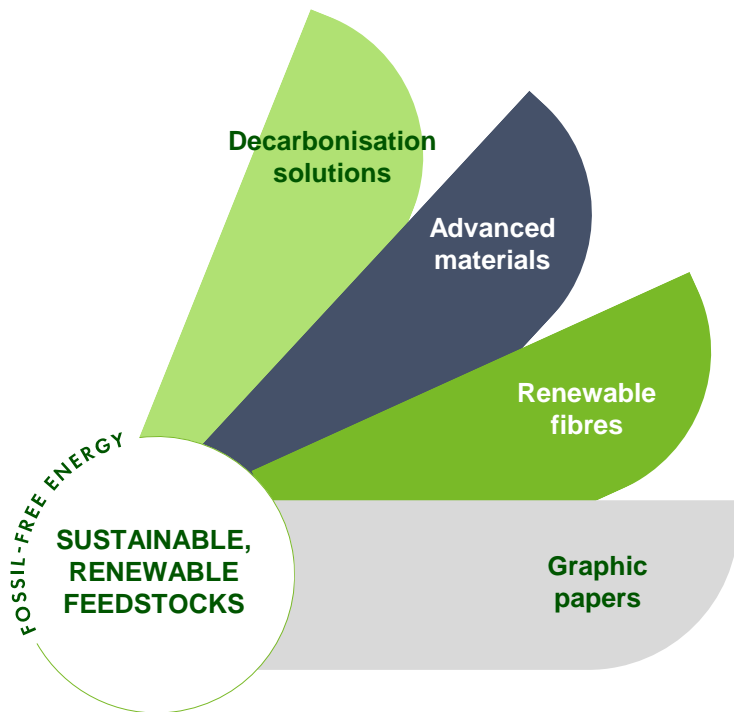 Decarbonisation
solutions
Advanced
materials
Renewable
fibres
FOSSIL-FREE ENERGY
SUSTAINABLE,
RENEWABLE
FEEDSTOCKS
Graphic
papers